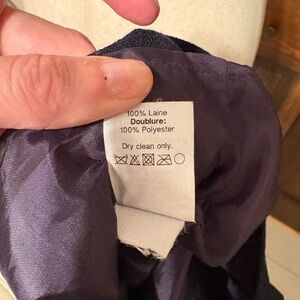 100% Laine
Doublure:
100% Polyester
Dry clean only.